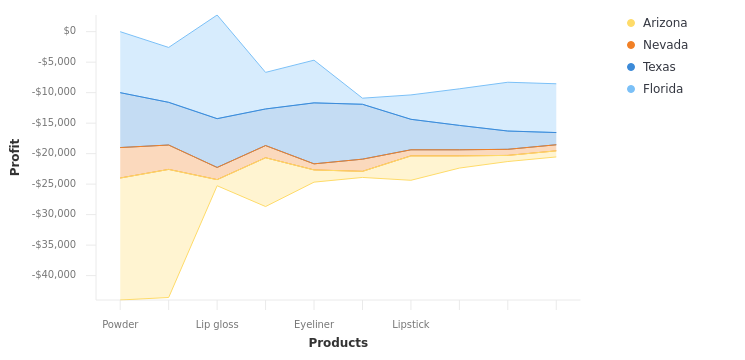 $0
-$5,000
-$10,000
-$15,000
-$20,000
-$25,000
-$30,000
-$35,000
-$40,000
Profit
Powder
Lip gloss
Eyeliner
Lipstick
Products
Arizona
Nevada
Texas
Florida